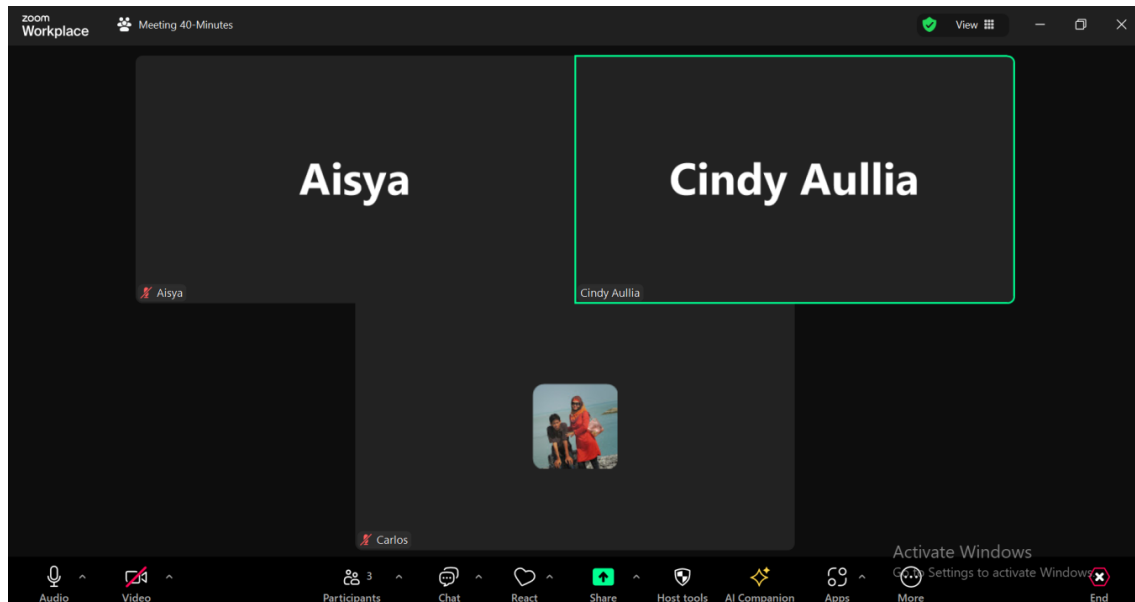 zoom
Workplace
Meeting 40-Minutes
View
Aisya
Cindy Aullia
Aisya
Cindy Aullia
Carlos
Activate Windows
Go to Settings to activate Windows.
Audio
Video
Participants
3
Chat
React
Share
Host tools
AI Companion
Apps
More
End